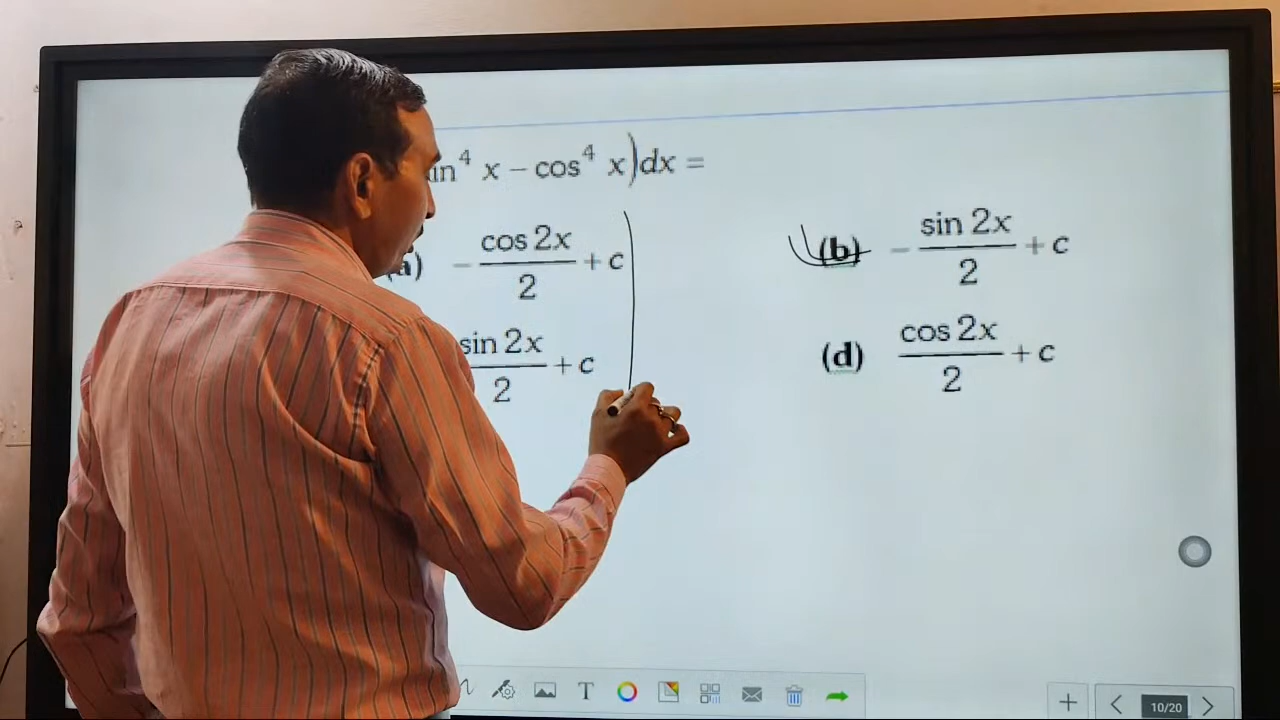 in⁴ x – cos⁴ x)dx =
(a) - cos 2x / 2 + c
(b) - sin 2x / 2 + c
sin 2x / 2 + c
(d) cos 2x / 2 + c
T
10/20